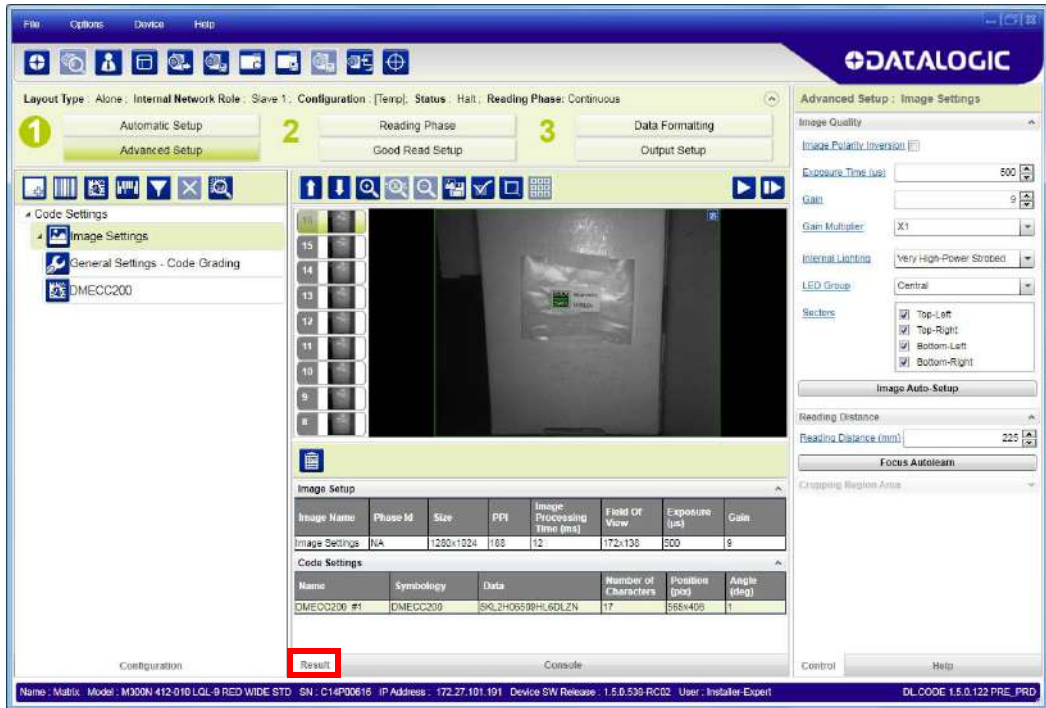 File Options Device Help
DATALOGIC
Layout Type : Alone ; Internal Network Role : Slave 1 ; Configuration : [Temp]; Status : Halt ; Reading Phase: Continuous
1 Automatic Setup 2 Reading Phase 3 Data Formatting
Advanced Setup Good Read Setup Output Setup
Code Settings
Image Settings
General Settings - Code Grading
DMECC200
Configuration
15
14
13
12
11
10
9
8
Image Setup
Image Name Phase Id Size PPI Image Processing Time (ms) Field Of View Exposure (µs) Gain
Image Settings NA 1280x1024 188 12 172x138 500 9
Code Settings
Name Symbology Data Number of Characters Position (pix) Angle (deg)
DMECC200 #1 DMECC200 17 565x406 1
Result Console
Advanced Setup : Image Settings
Image Quality
Image Polarity Inversion
Exposure Time (us) 500
Gain 9
Gain Multiplier X1
Internal Lighting Very High-Power Strobed
LED Group Central
Sectors Top-Left
Top-Right
Bottom-Left
Bottom-Right
Image Auto-Setup
Reading Distance
Reading Distance (mm) 225
Focus Autolearn
Cropping Region Area
Control Help
Name : Matrix Model : M300N 412-010 LQL-9 RED WIDE STD SN : C14P00616 IP Address : 172.27.101.191 Device SW Release : 1.5.0.539-RC02 User : Installer-Expert DL.CODE 1.5.0.122 PRE_PRD